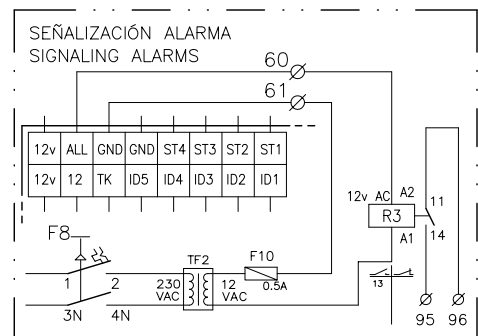 SEÑALIZACIÓN ALARMA
SIGNALING ALARMS
60
61
12v ALL GND GND ST4 ST3 ST2 ST1
12v 12 TK ID5 ID4 ID3 ID2 ID1
12v AC A2
R3
A1
11
14
13
95 96
F8
1 2
3N 4N
TF2
230 VAC
12 VAC
F10
0.5A